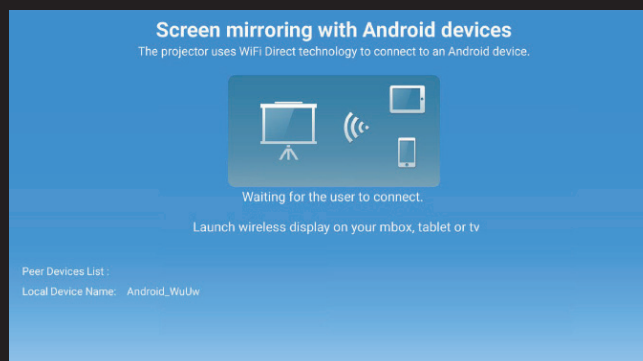 Screen mirroring with Android devices
The projector uses WiFi Direct technology to connect to an Android device.
Waiting for the user to connect.
Launch wireless display on your mbox, tablet or tv
Peer Devices List :
Local Device Name: Android_WuUw